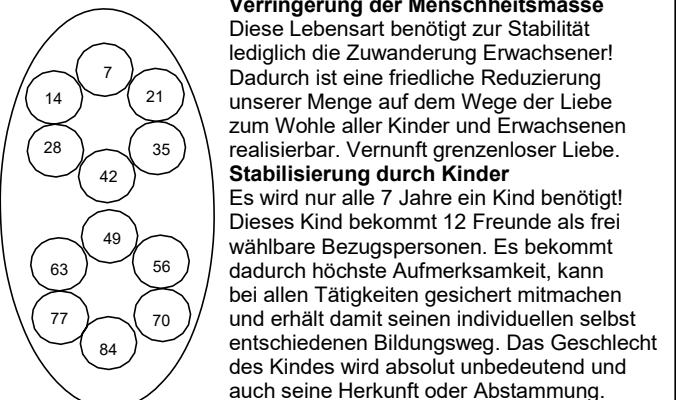 Verringerung der Menschheitsmasse
Diese Lebensart benötigt zur Stabilität
lediglich die Zuwanderung Erwachsener!
Dadurch ist eine friedliche Reduzierung
unserer Menge auf dem Wege der Liebe
zum Wohle aller Kinder und Erwachsenen
realisierbar. Vernunft grenzenloser Liebe.
Stabilisierung durch Kinder
Es wird nur alle 7 Jahre ein Kind benötigt!
Dieses Kind bekommt 12 Freunde als frei
wählbare Bezugspersonen. Es bekommt
dadurch höchste Aufmerksamkeit, kann
bei allen Tätigkeiten gesichert mitmachen
und erhält damit seinen individuellen selbst
entschiedenen Bildungsweg. Das Geschlecht
des Kindes wird absolut unbedeutend und
auch seine Herkunft oder Abstammung.
7
14 21
28 35
42
49
63 56
77 70
84